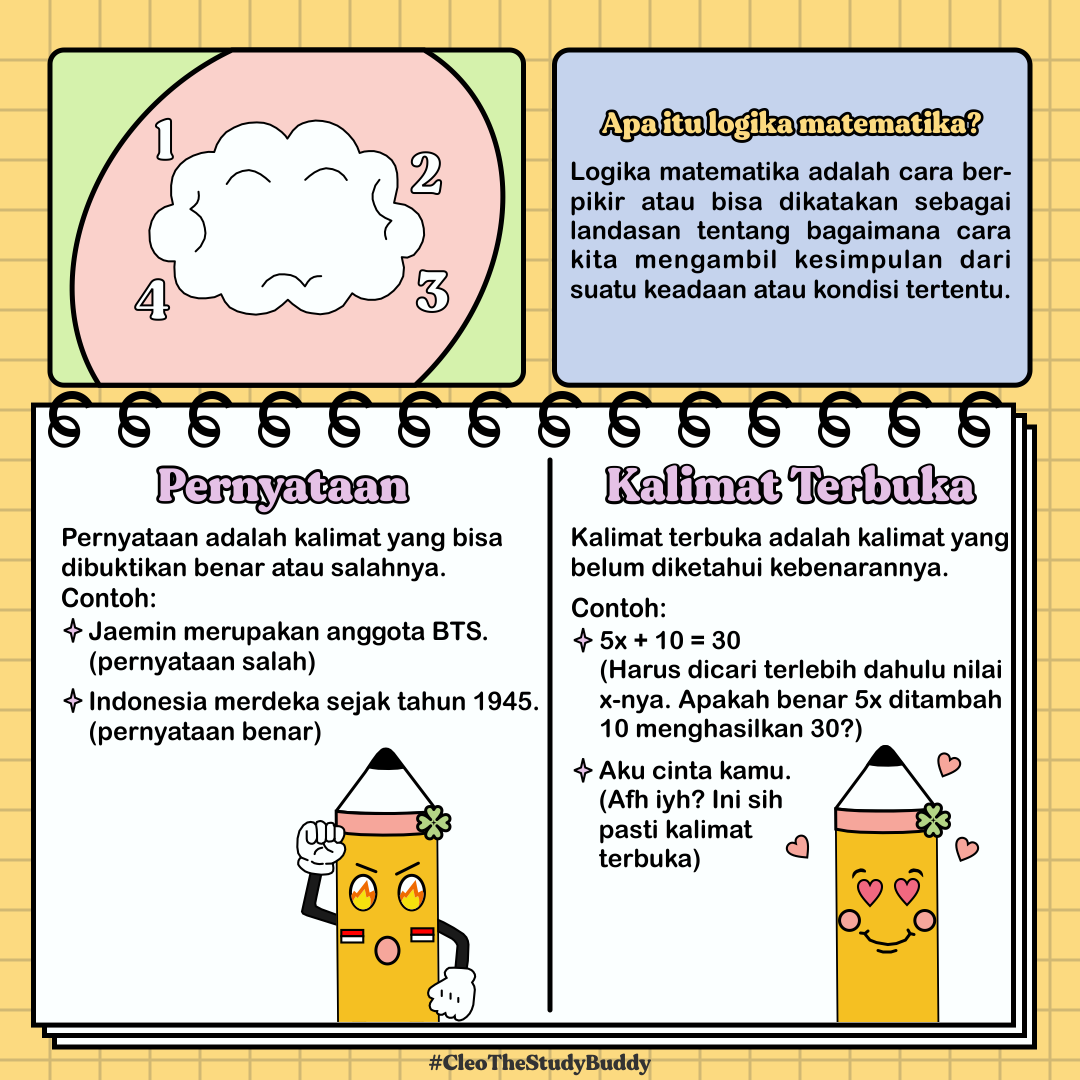 1
2
4
3
Apa itu logika matematika?
Logika matematika adalah cara ber-
pikir atau bisa dikatakan sebagai
landasan tentang bagaimana cara
kita mengambil kesimpulan dari
suatu keadaan atau kondisi tertentu.
Pernyataan
Pernyataan adalah kalimat yang bisa
dibuktikan benar atau salahnya.
Contoh:
Jaemin merupakan anggota BTS.
(pernyataan salah)
Indonesia merdeka sejak tahun 1945.
(pernyataan benar)
Kalimat Terbuka
Kalimat terbuka adalah kalimat yang
belum diketahui kebenarannya.
Contoh:
5x + 10 = 30
(Harus dicari terlebih dahulu nilai
x-nya. Apakah benar 5x ditambah
10 menghasilkan 30?)
Aku cinta kamu.
(Afh iyh? Ini sih
pasti kalimat
terbuka)
#CleoTheStudyBuddy